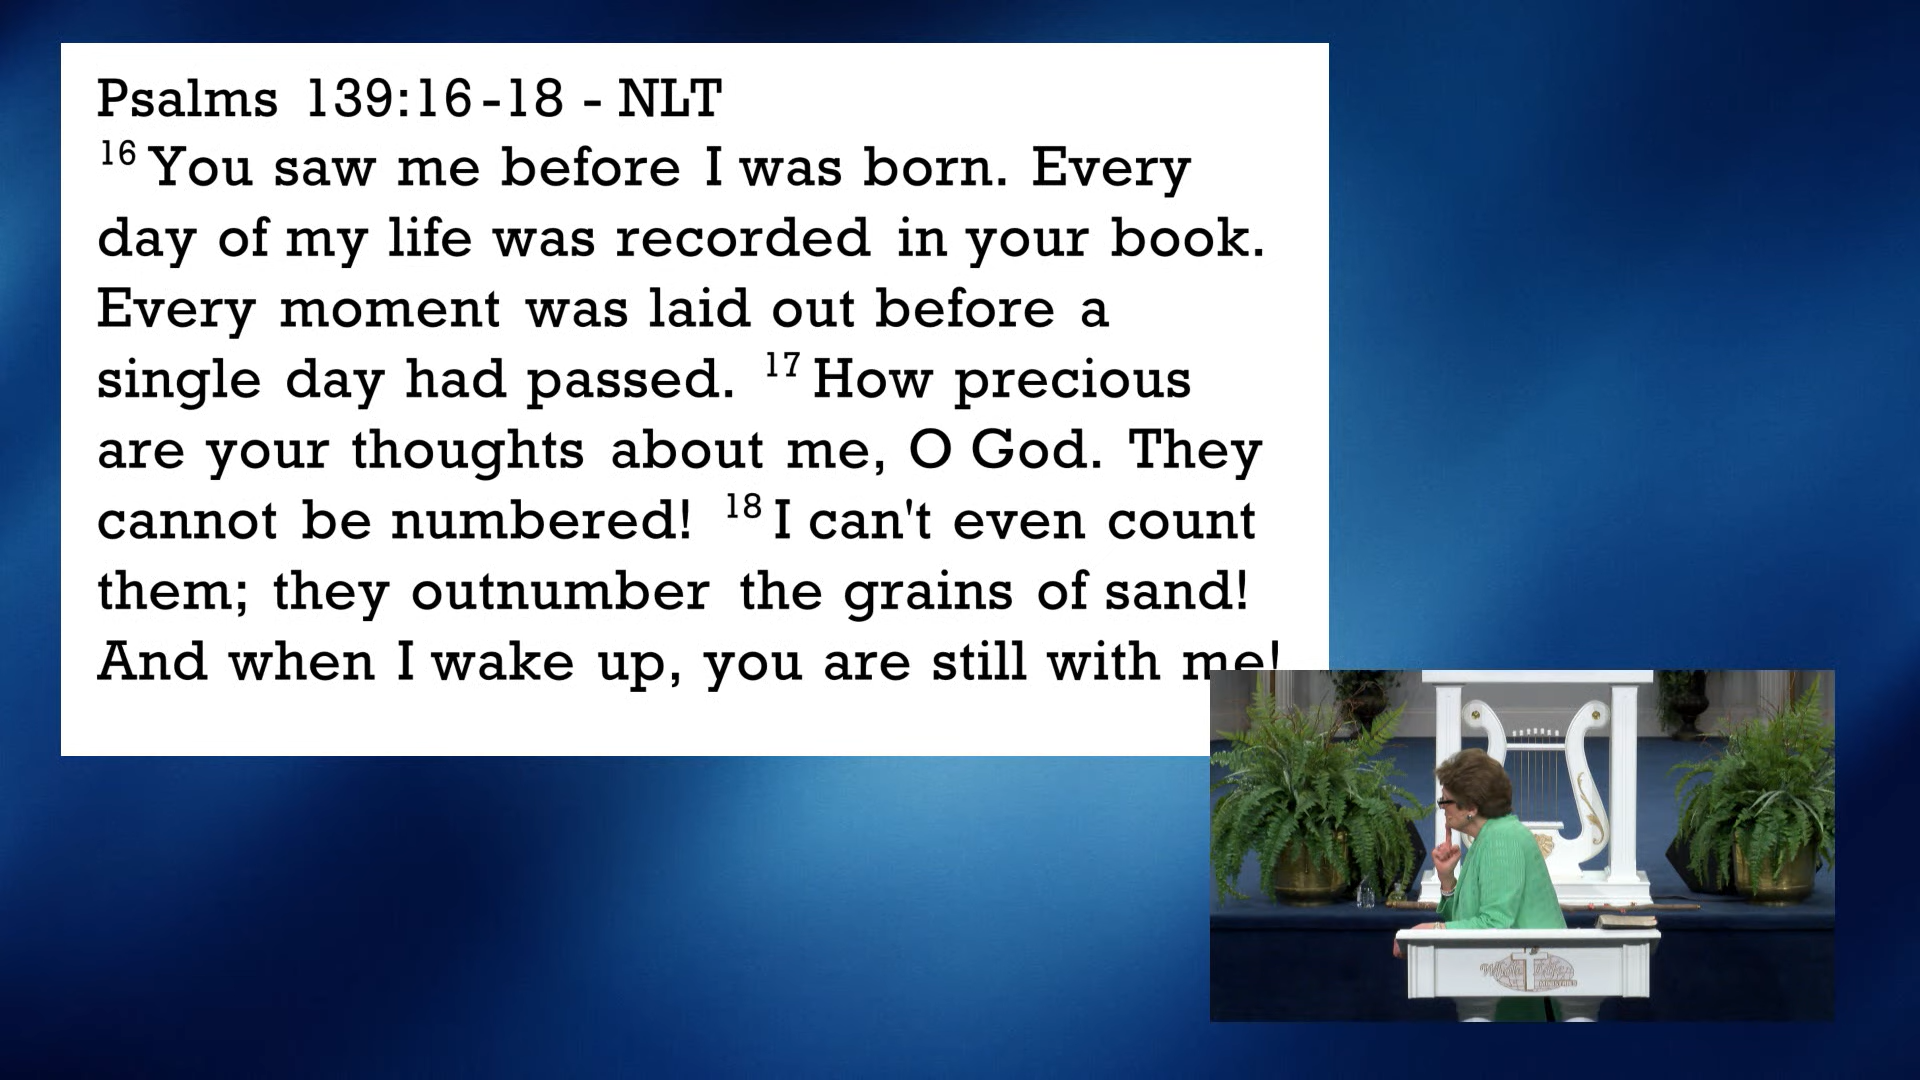 Psalms 139:16-18 - NLT
16 You saw me before I was born. Every
day of my life was recorded in your book.
Every moment was laid out before a
single day had passed. 17 How precious
are your thoughts about me, O God. They
cannot be numbered! 18 I can't even count
them; they outnumber the grains of sand!
And when I wake up, you are still with me!